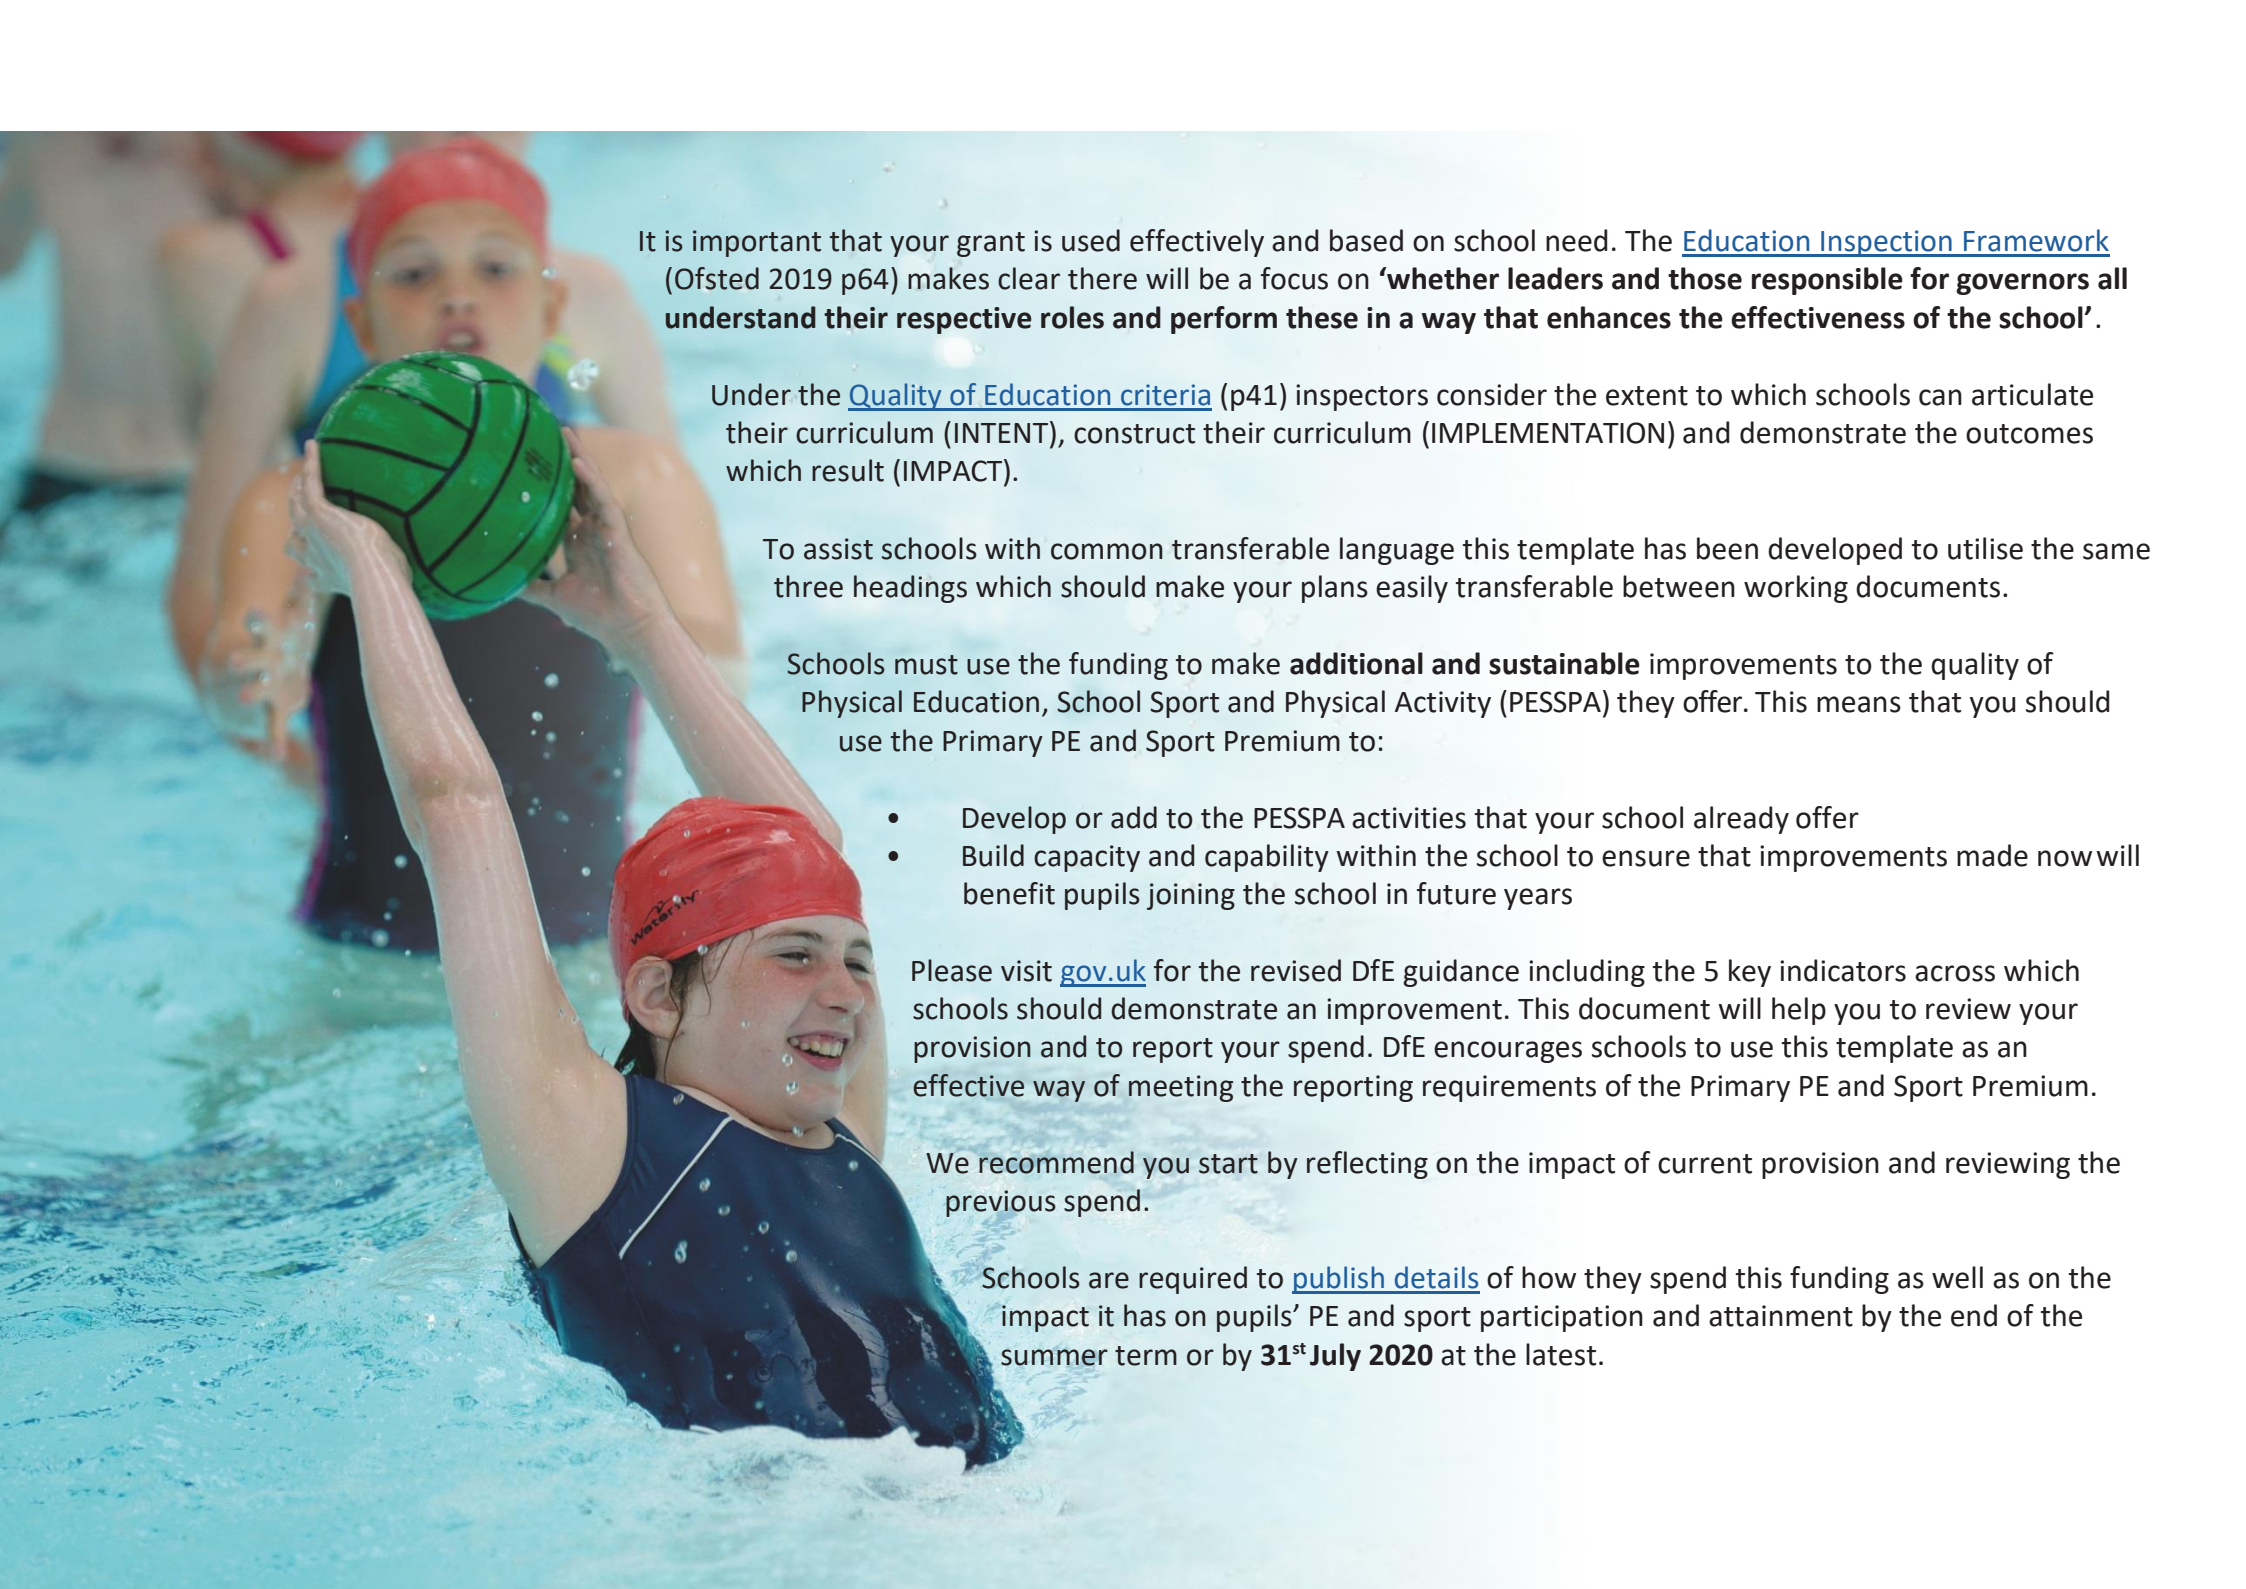 It is important that your grant is used effectively and based on school need. The Education Inspection Framework
(Ofsted 2019 p64) makes clear there will be a focus on ‘whether leaders and those responsible for governors all
understand their respective roles and perform these in a way that enhances the effectiveness of the school’.
Under the Quality of Education criteria (p41) inspectors consider the extent to which schools can articulate
their curriculum (INTENT), construct their curriculum (IMPLEMENTATION) and demonstrate the outcomes
which result (IMPACT).
To assist schools with common transferable language this template has been developed to utilise the same
three headings which should make your plans easily transferable between working documents.
Schools must use the funding to make additional and sustainable improvements to the quality of
Physical Education, School Sport and Physical Activity (PESSPA) they offer. This means that you should
use the Primary PE and Sport Premium to:
• Develop or add to the PESSPA activities that your school already offer
• Build capacity and capability within the school to ensure that improvements made now will
benefit pupils joining the school in future years
Please visit gov.uk for the revised DfE guidance including the 5 key indicators across which
schools should demonstrate an improvement. This document will help you to review your
provision and to report your spend. DfE encourages schools to use this template as an
effective way of meeting the reporting requirements of the Primary PE and Sport Premium.
We recommend you start by reflecting on the impact of current provision and reviewing the
previous spend.
Schools are required to publish details of how they spend this funding as well as on the
impact it has on pupils’ PE and sport participation and attainment by the end of the
summer term or by 31st July 2020 at the latest.